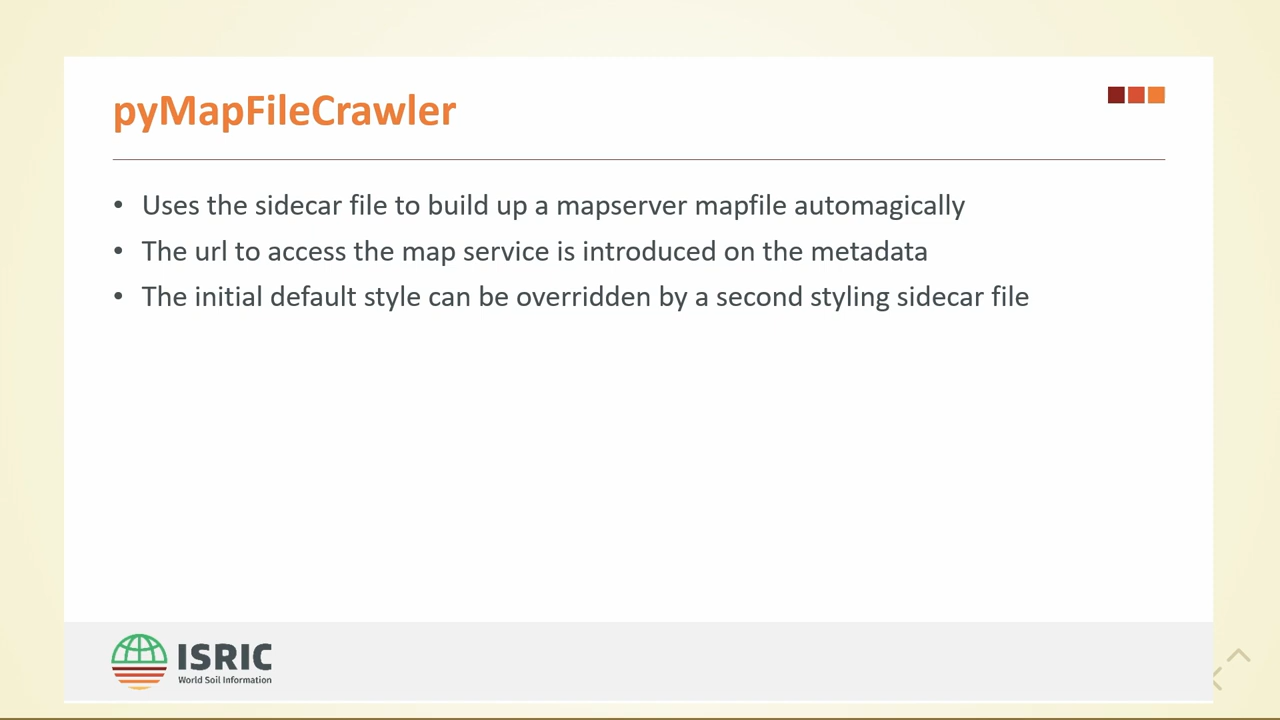 pyMapFileCrawler
• Uses the sidecar file to build up a mapserver mapfile automagically
• The url to access the map service is introduced on the metadata
• The initial default style can be overridden by a second styling sidecar file
ISRIC
World Soil Information